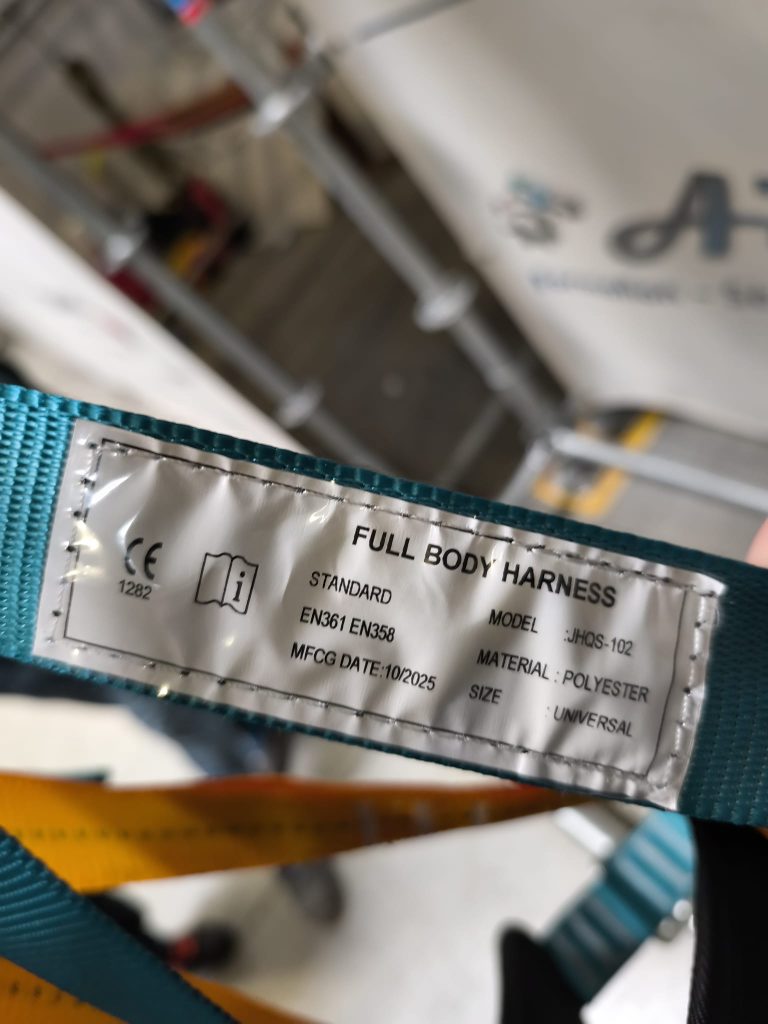 FULL BODY HARNESS
CE
1282
i
STANDARD
EN361 EN358
MFCG DATE:10/2025
MODEL :JHQS-102
MATERIAL : POLYESTER
SIZE : UNIVERSAL